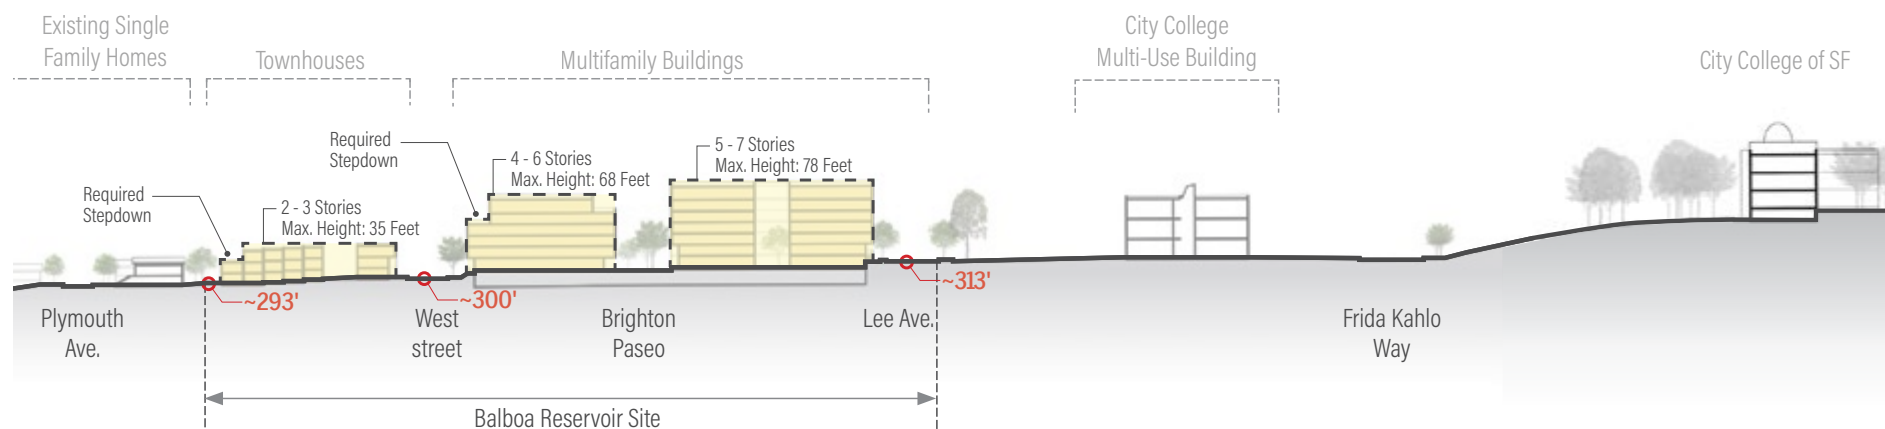 Existing Single
Family Homes
Townhouses
Multifamily Buildings
City College
Multi-Use Building
City College of SF
Required
Stepdown
2 - 3 Stories
Max. Height: 35 Feet
Required
Stepdown
4 - 6 Stories
Max. Height: 68 Feet
5 - 7 Stories
Max. Height: 78 Feet
~293'
~300'
~313'
Plymouth
Ave.
West
street
Brighton
Paseo
Lee Ave.
Frida Kahlo
Way
Balboa Reservoir Site